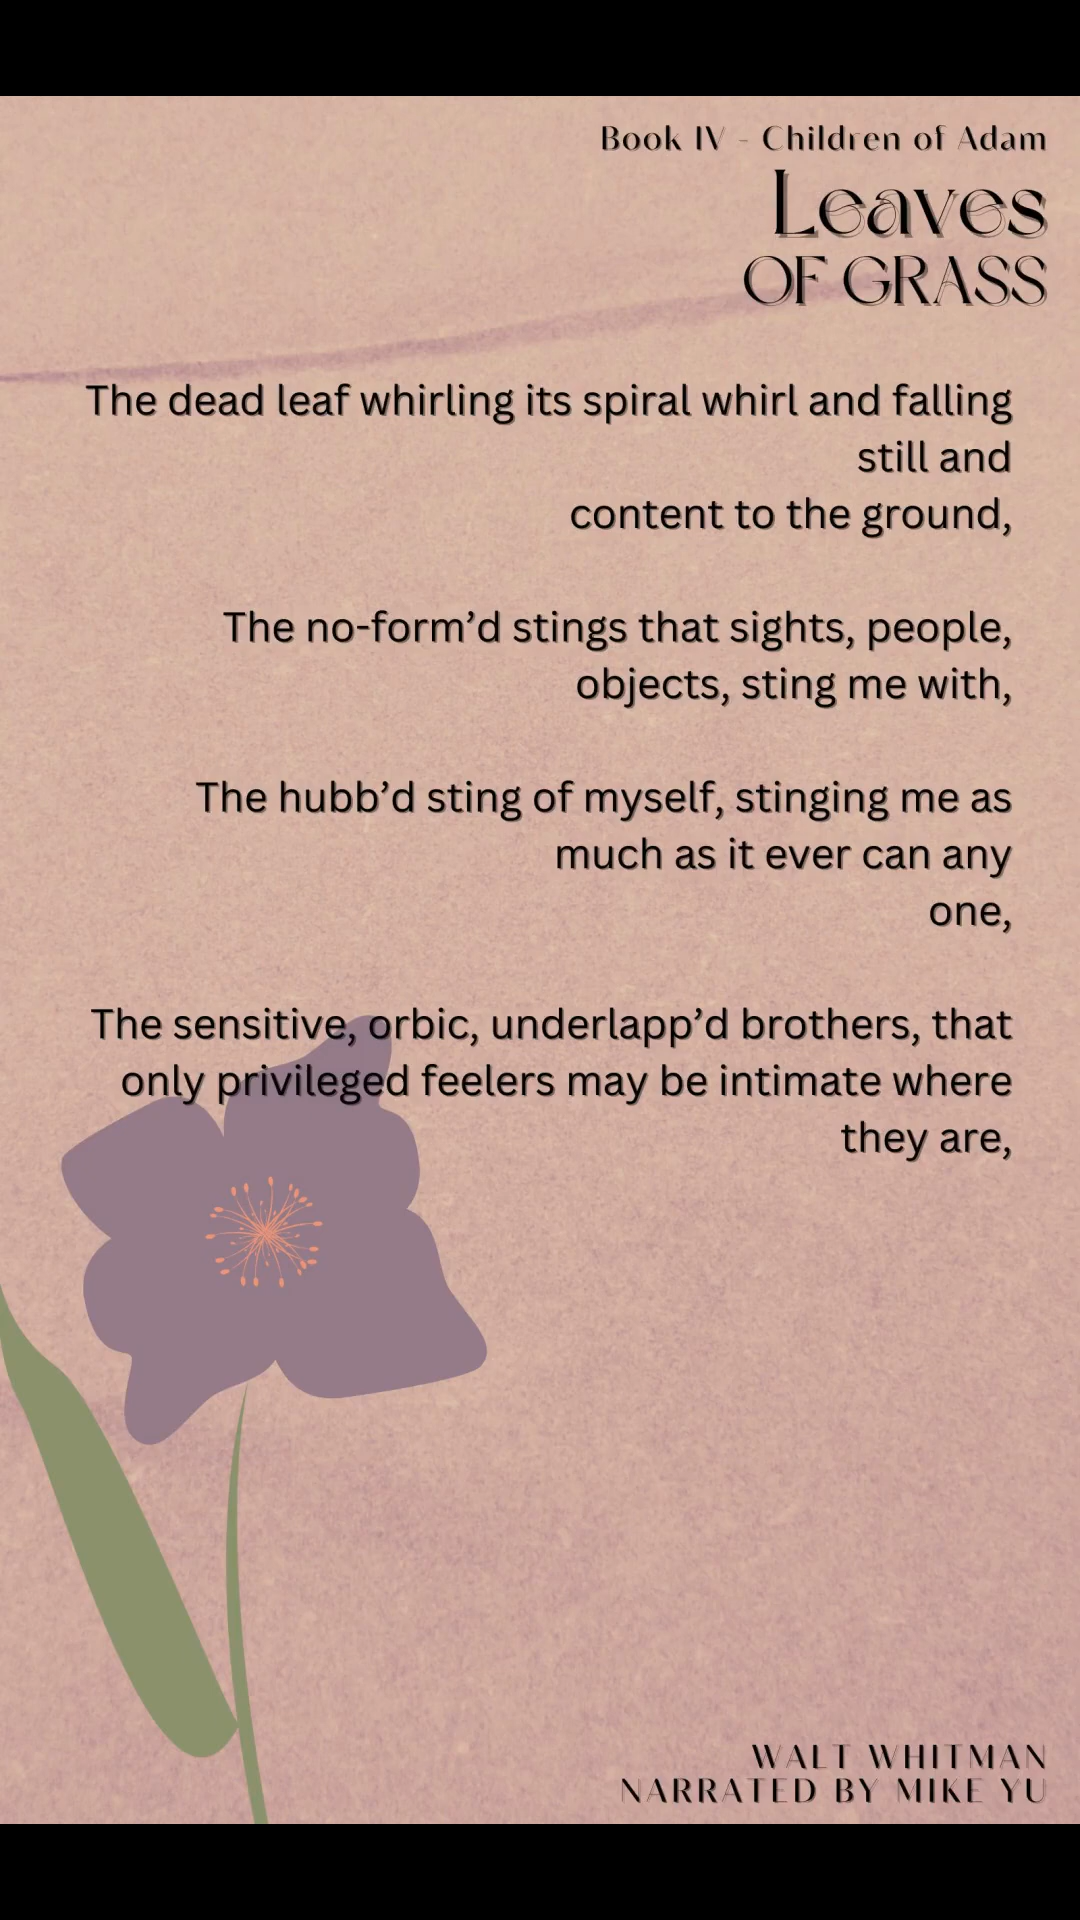 Book IV - Children of Adam
Leaves
OF GRASS
The dead leaf whirling its spiral whirl and falling
still and
content to the ground,
The no-form’d stings that sights, people,
objects, sting me with,
The hubb’d sting of myself, stinging me as
much as it ever can any
one,
The sensitive, orbic, underlapp’d brothers, that
only privileged feelers may be intimate where
they are,
WALT WHITMAN
NARRATED BY MIKE YU